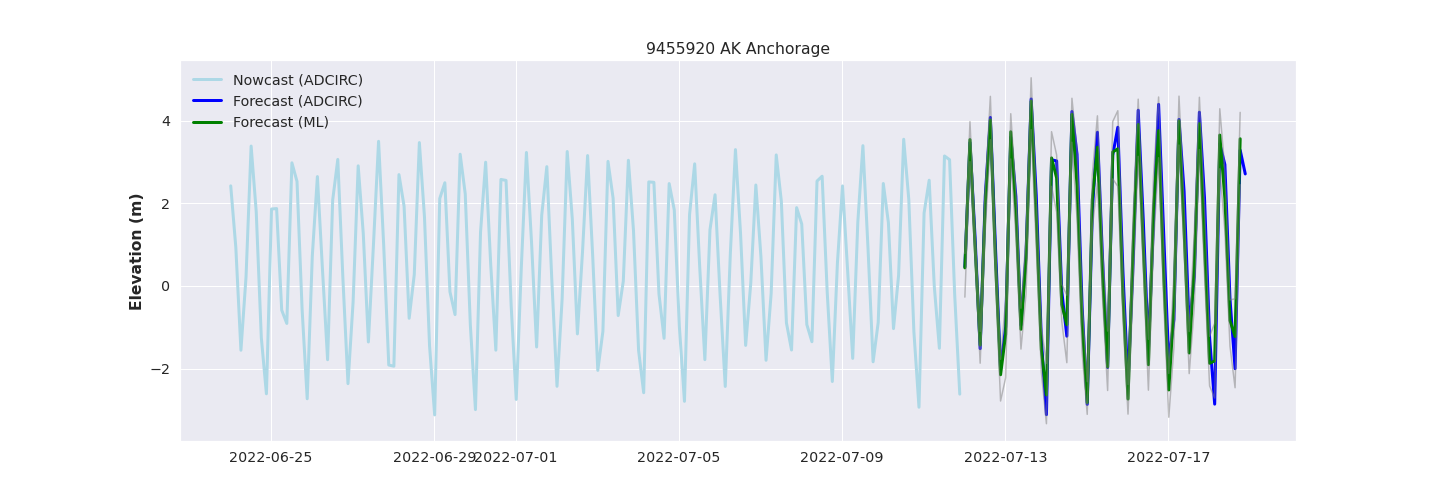 9455920 AK Anchorage
Nowcast (ADCIRC)
Forecast (ADCIRC)
Forecast (ML)
Elevation (m)
4
2
0
−2
2022-06-25
2022-06-29
2022-07-01
2022-07-05
2022-07-09
2022-07-13
2022-07-17